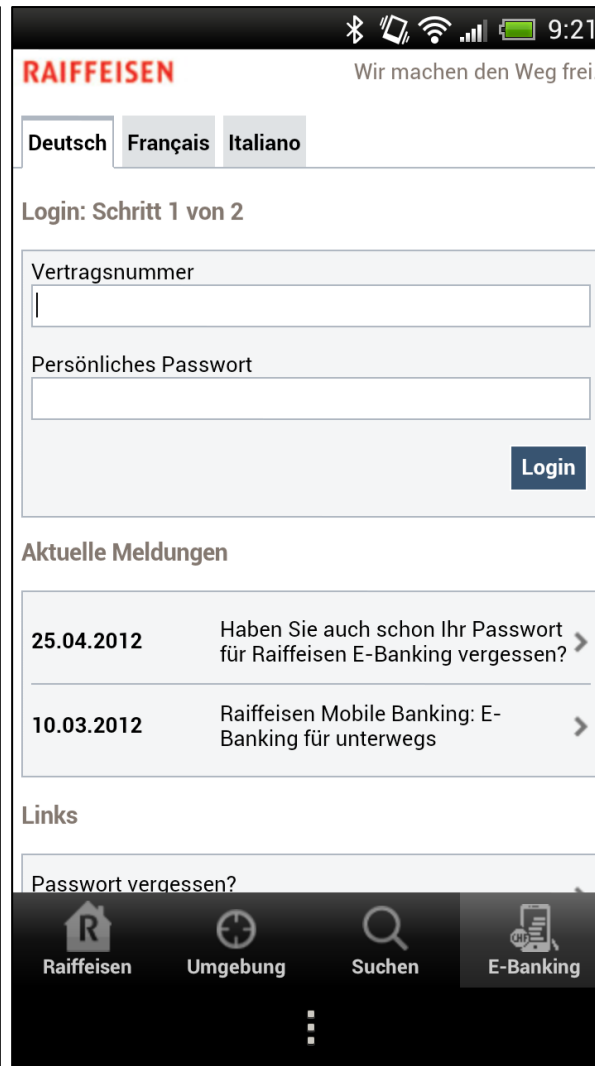 9:21
RAIFFEISEN
Wir machen den Weg frei.
Deutsch Français Italiano
Login: Schritt 1 von 2
Vertragsnummer
Persönliches Passwort
Login
Aktuelle Meldungen
25.04.2012
Haben Sie auch schon Ihr Passwort
für Raiffeisen E-Banking vergessen?
10.03.2012
Raiffeisen Mobile Banking: E-
Banking für unterwegs
Links
Passwort vergessen?
R
CHF
Raiffeisen Umgebung Suchen E-Banking